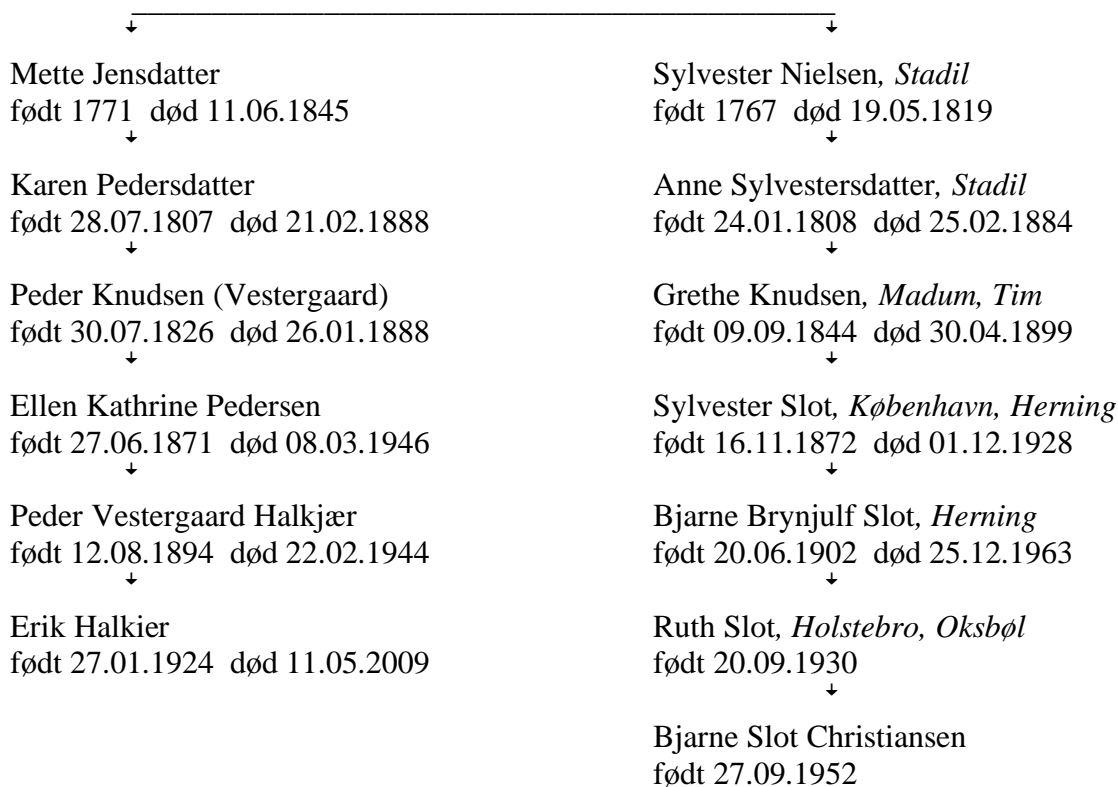 Mette Jensdatter
født 1771 død 11.06.1845
Karen Pedersdatter
født 28.07.1807 død 21.02.1888
Peder Knudsen (Vestergaard)
født 30.07.1826 død 26.01.1888
Ellen Kathrine Pedersen
født 27.06.1871 død 08.03.1946
Peder Vestergaard Halkjær
født 12.08.1894 død 22.02.1944
Erik Halkier
født 27.01.1924 død 11.05.2009
Sylvester Nielsen, Stadil
født 1767 død 19.05.1819
Anne Sylvestersdatter, Stadil
født 24.01.1808 død 25.02.1884
Grethe Knudsen, Madum, Tim
født 09.09.1844 død 30.04.1899
Sylvester Slot, København, Herning
født 16.11.1872 død 01.12.1928
Bjarne Brynjulf Slot, Herning
født 20.06.1902 død 25.12.1963
Ruth Slot, Holstebro, Oksbøl
født 20.09.1930
Bjarne Slot Christiansen
født 27.09.1952